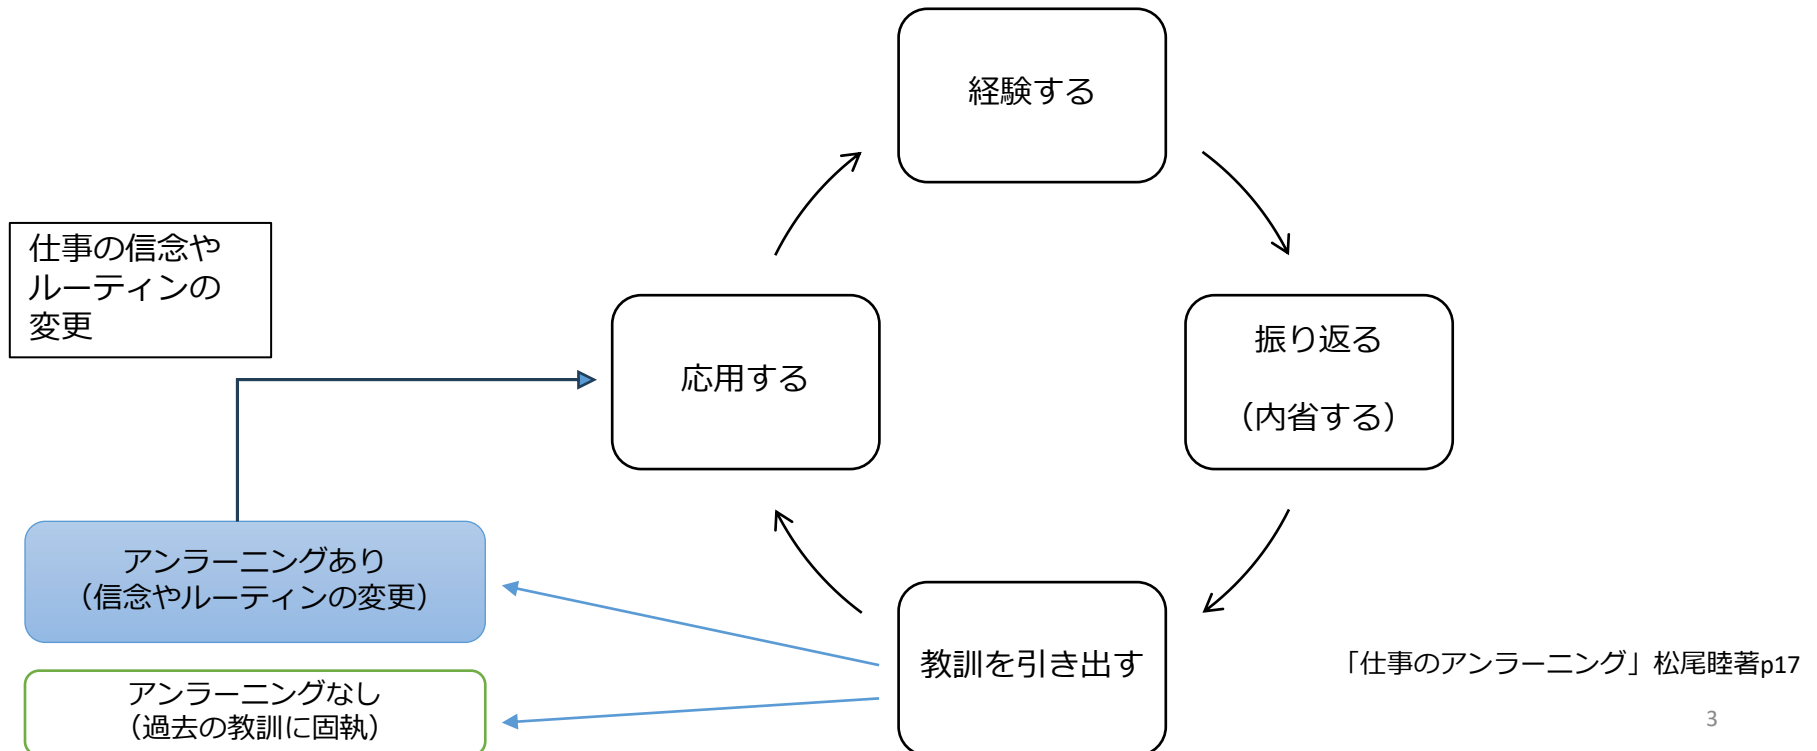 経験する
仕事の信念や
ルーティンの
変更
応用する
振り返る
（内省する）
アンラーニングあり
（信念やルーティンの変更）
教訓を引き出す
アンラーニングなし
（過去の教訓に固執）
「仕事のアンラーニング」松尾睦著p17
3